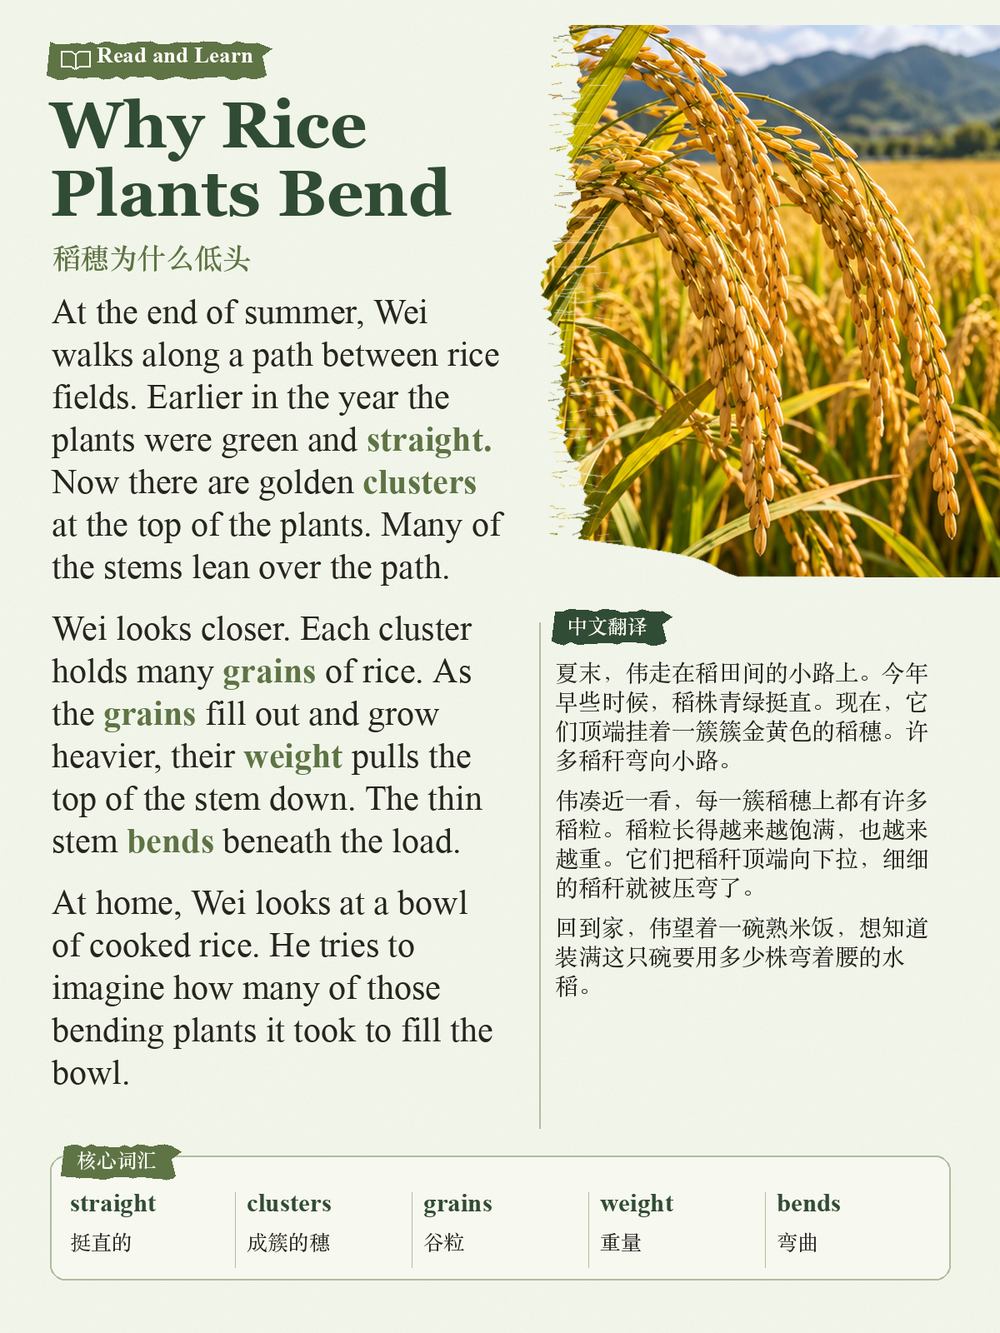 Read and Learn
Why Rice
Plants Bend
稻穗为什么低头
At the end of summer, Wei
walks along a path between rice
fields. Earlier in the year the
plants were green and straight.
Now there are golden clusters
at the top of the plants. Many of
the stems lean over the path.
Wei looks closer. Each cluster
holds many grains of rice. As
the grains fill out and grow
heavier, their weight pulls the
top of the stem down. The thin
stem bends beneath the load.
At home, Wei looks at a bowl
of cooked rice. He tries to
imagine how many of those
bending plants it took to fill the
bowl.
中文翻译
夏末，伟走在稻田间的小路上。今年
早些时候，稻株青绿挺直。现在，它
们顶端挂着一簇簇金黄色的稻穗。许
多稻秆弯向小路。
伟凑近一看，每一簇稻穗上都有许多
稻粒。稻粒长得越来越饱满，也越来
越重。它们把稻秆顶端向下拉，细细
的稻秆就被压弯了。
回到家，伟望着一碗熟米饭，想知道
装满这只碗要用多少株弯着腰的水
稻。
核心词汇
straight
挺直的
clusters
成簇的穗
grains
谷粒
weight
重量
bends
弯曲